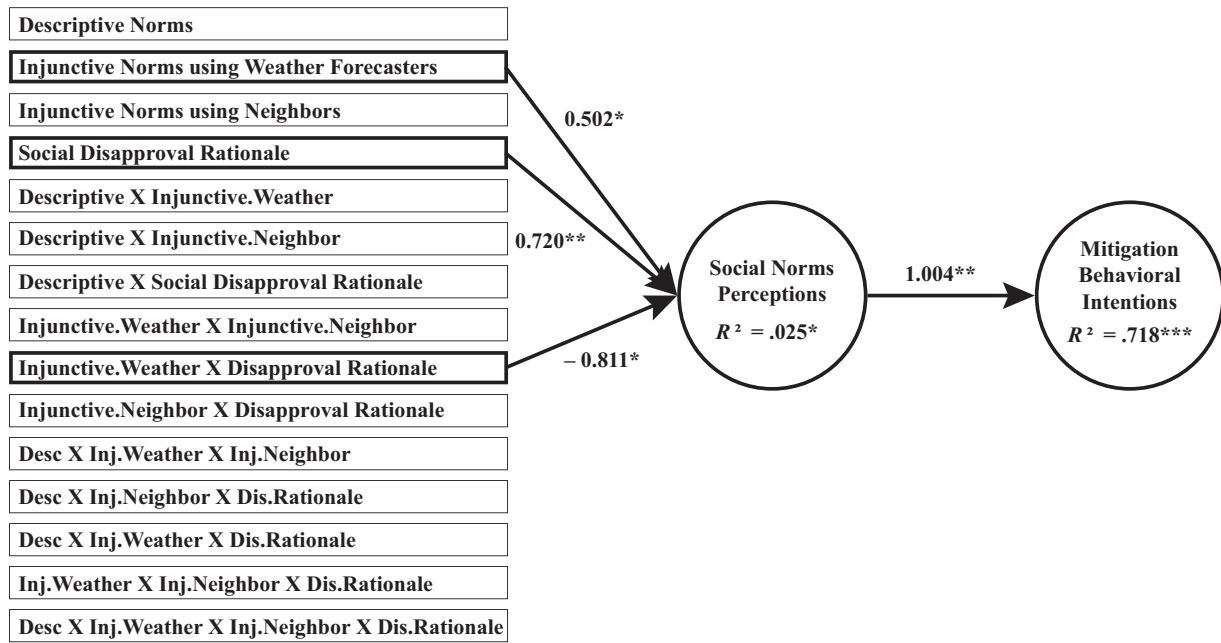 Descriptive Norms
Injunctive Norms using Weather Forecasters
Injunctive Norms using Neighbors
Social Disapproval Rationale
Descriptive X Injunctive.Weather
Descriptive X Injunctive.Neighbor
Descriptive X Social Disapproval Rationale
Injunctive.Weather X Injunctive.Neighbor
Injunctive.Weather X Disapproval Rationale
Injunctive.Neighbor X Disapproval Rationale
Desc X Inj.Weather X Inj.Neighbor
Desc X Inj.Neighbor X Dis.Rationale
Desc X Inj.Weather X Dis.Rationale
Inj.Weather X Inj.Neighbor X Dis.Rationale
Desc X Inj.Weather X Inj.Neighbor X Dis.Rationale
0.502*
0.720**
– 0.811*
Social Norms
Perceptions
R² = .025*
1.004**
Mitigation
Behavioral
Intentions
R² = .718***